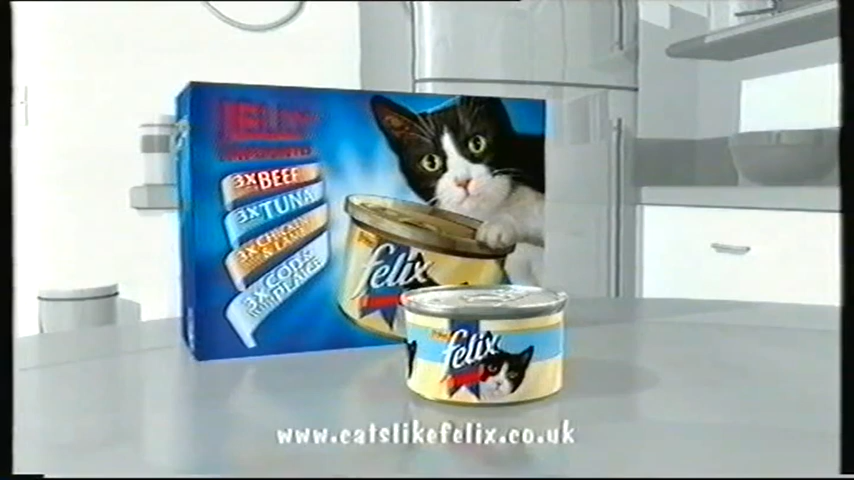 3X BEEF
3X TUNA
3X CHICKEN
& LAMB
3X COD &
PLAICE
felix
felix
www.catslikefelix.co.uk